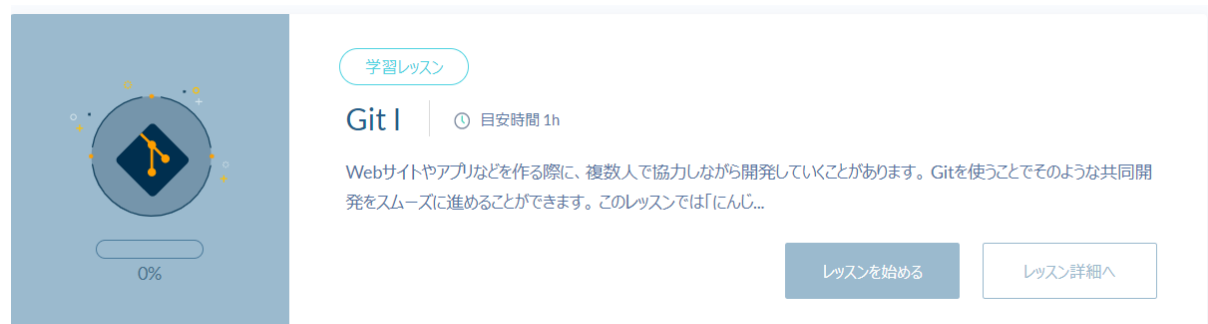 学習レッスン
Git I
目安時間 1h
Webサイトやアプリなどを作る際に、複数人で協力しながら開発していくことがあります。Gitを使うことでそのような共同開
発をスムーズに進めることができます。このレッスンでは「にんじ...
0%
レッスンを始める
レッスン詳細へ